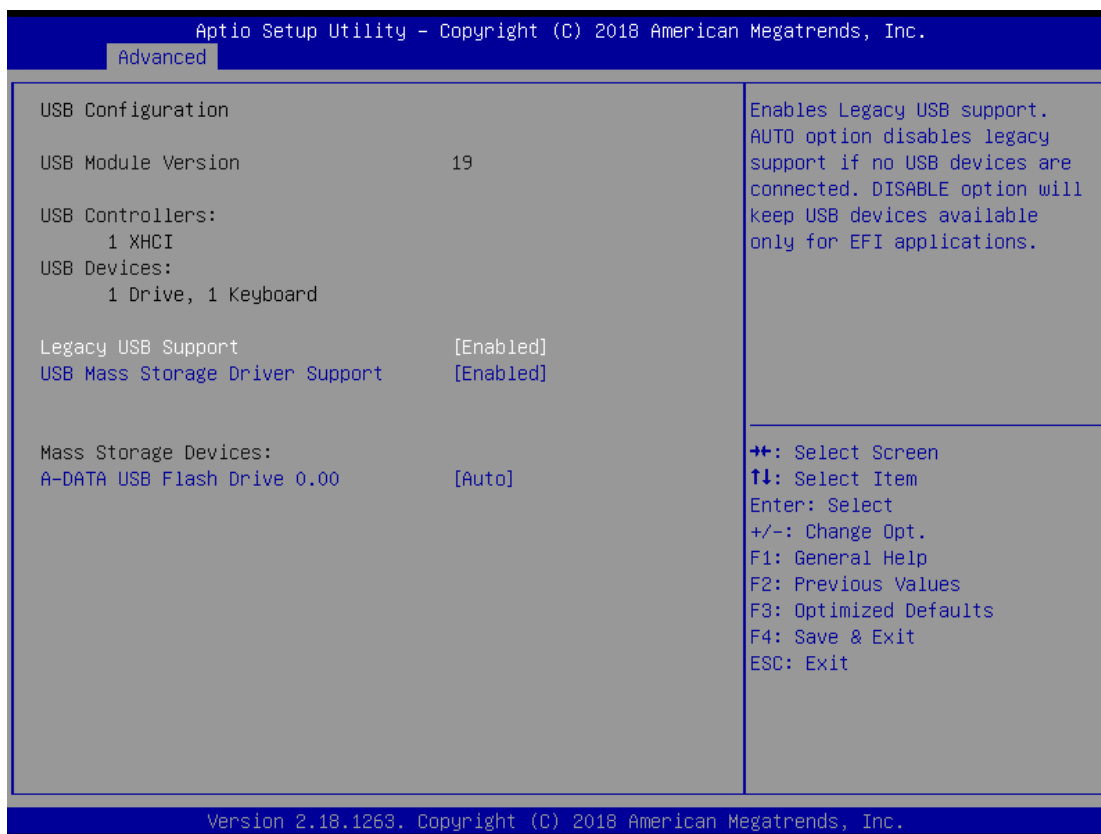 Aptio Setup Utility – Copyright (C) 2018 American Megatrends, Inc.
Advanced
USB Configuration
USB Module Version 19
USB Controllers:
1 XHCI
USB Devices:
1 Drive, 1 Keyboard
Legacy USB Support [Enabled]
USB Mass Storage Driver Support [Enabled]
Mass Storage Devices:
A-DATA USB Flash Drive 0.00 [Auto]
Enables Legacy USB support.
AUTO option disables legacy
support if no USB devices are
connected. DISABLE option will
keep USB devices available
only for EFI applications.
→←: Select Screen
↑↓: Select Item
Enter: Select
+/-: Change Opt.
F1: General Help
F2: Previous Values
F3: Optimized Defaults
F4: Save & Exit
ESC: Exit
Version 2.18.1263. Copyright (C) 2018 American Megatrends, Inc.